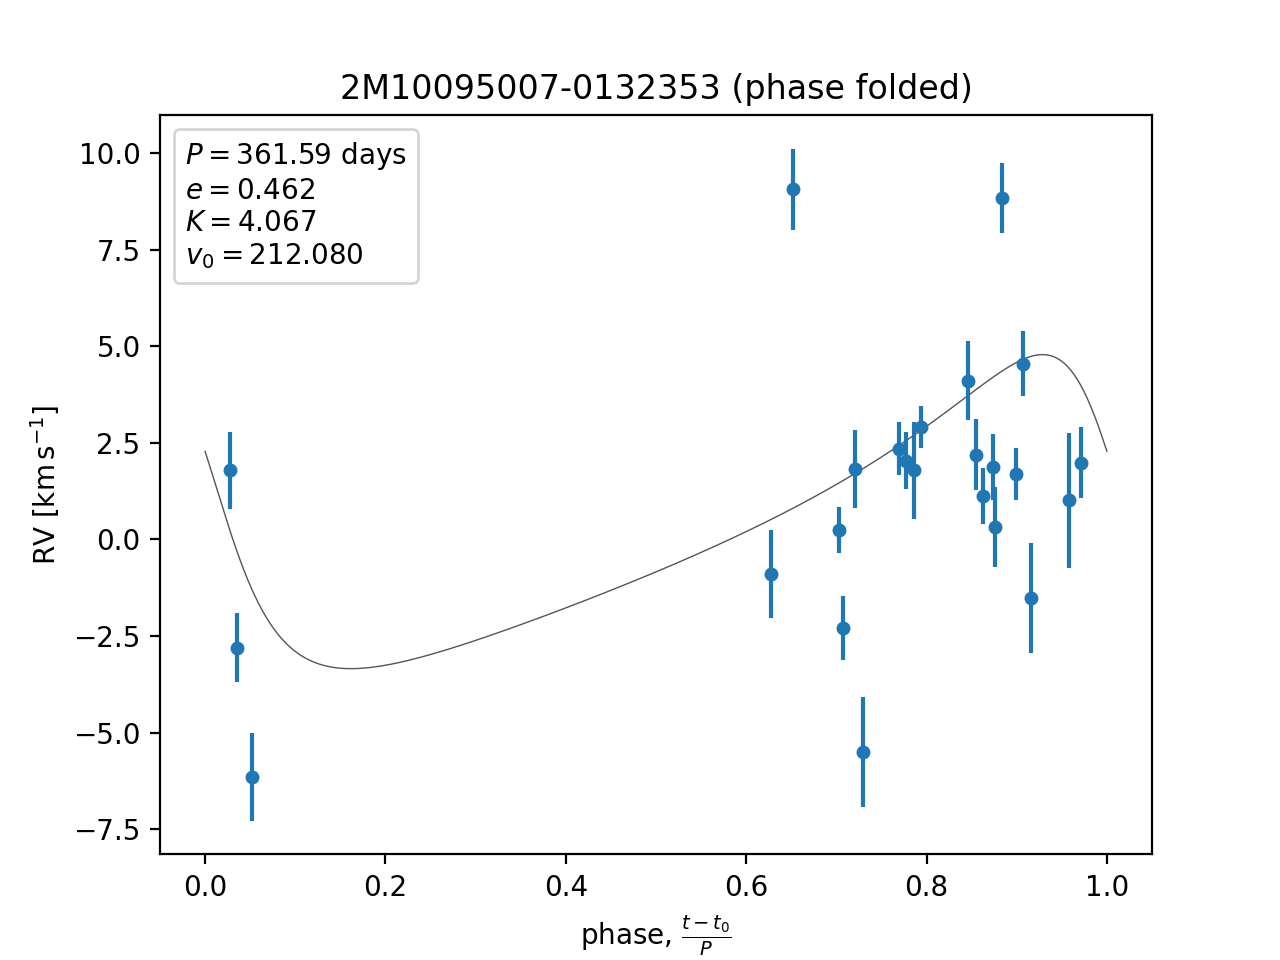 2M10095007-0132353 (phase folded)
P = 361.59 days
e = 0.462
K = 4.067
v₀ = 212.080
10.0
7.5
5.0
2.5
0.0
−2.5
−5.0
−7.5
RV [km s⁻¹]
0.0 0.2 0.4 0.6 0.8 1.0
phase, (t − t₀)/P